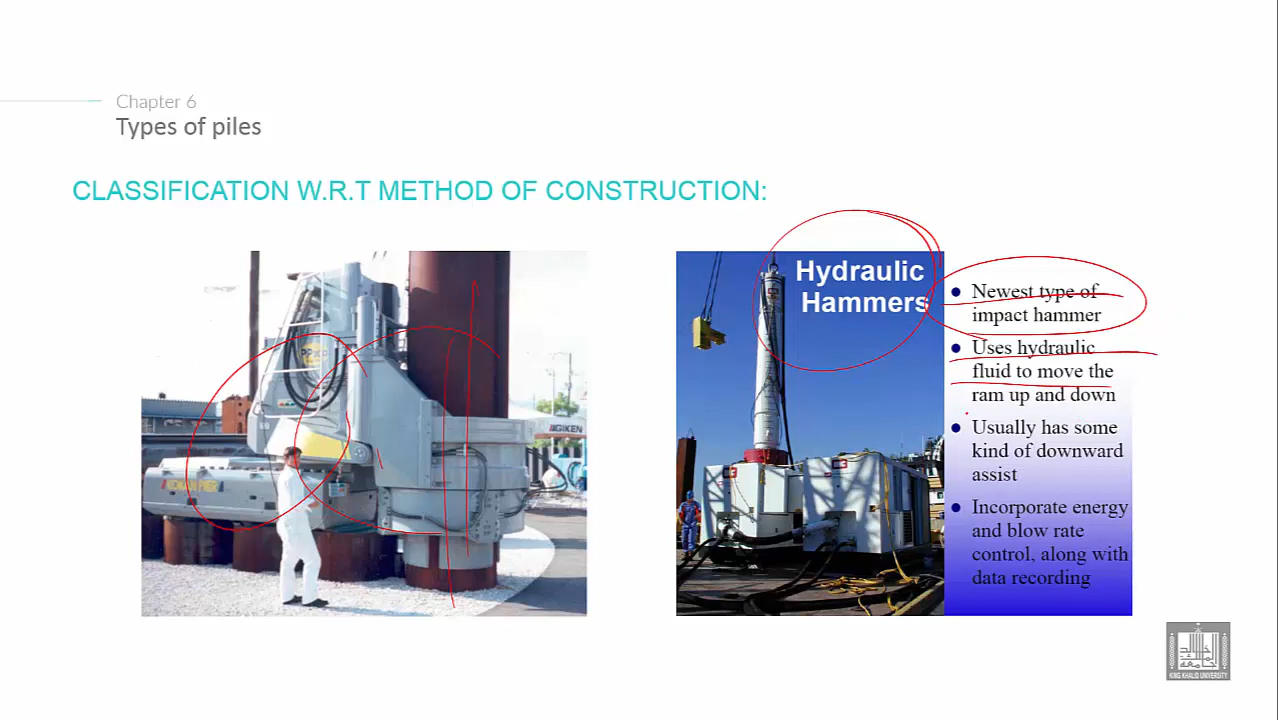 Chapter 6
Types of piles
CLASSIFICATION W.R.T METHOD OF CONSTRUCTION:
GIKEN
Hydraulic
Hammers
Newest type of
impact hammer
Uses hydraulic
fluid to move the
ram up and down
Usually has some
kind of downward
assist
Incorporate energy
and blow rate
control, along with
data recording
KING KHALID UNIVERSITY